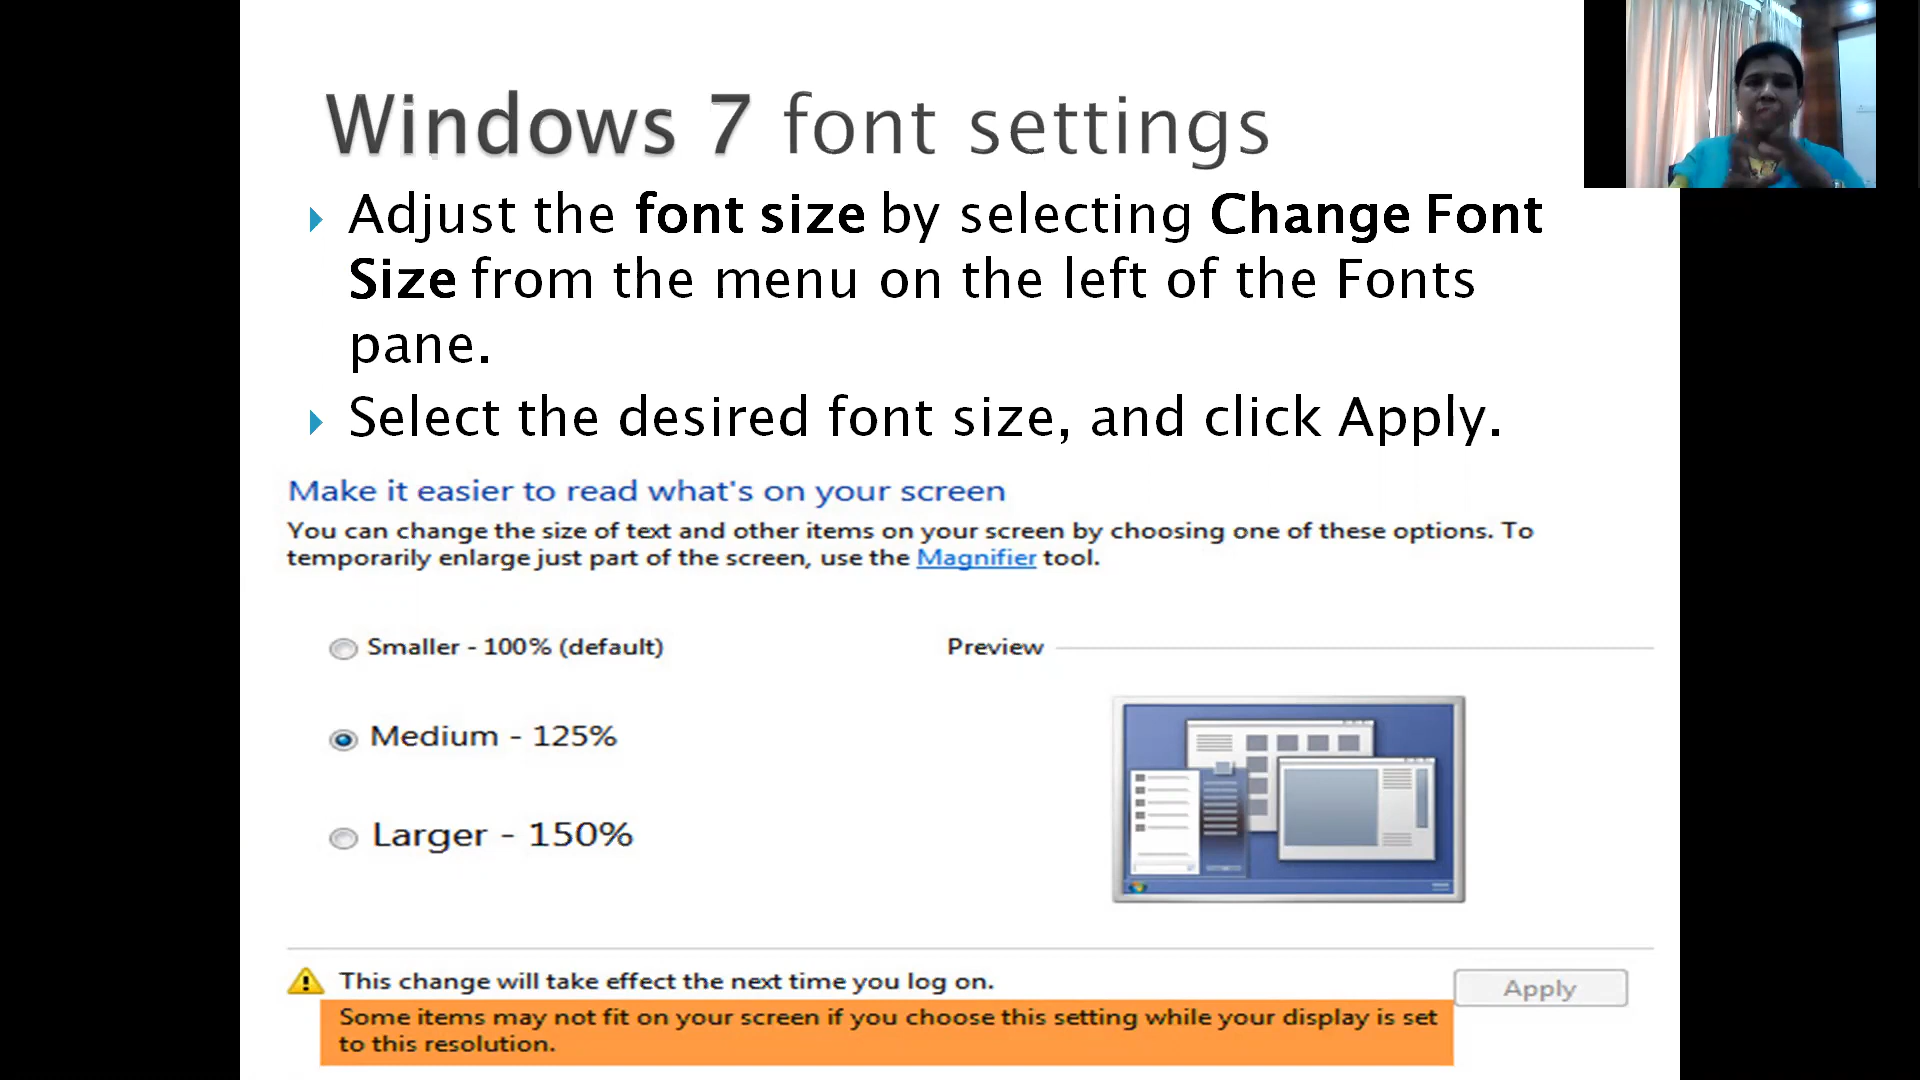 Windows 7 font settings
Adjust the font size by selecting Change Font
Size from the menu on the left of the Fonts
pane.
Select the desired font size, and click Apply.
Make it easier to read what's on your screen
You can change the size of text and other items on your screen by choosing one of these options. To
temporarily enlarge just part of the screen, use the Magnifier tool.
Smaller - 100% (default)
Preview
Medium - 125%
Larger - 150%
This change will take effect the next time you log on.
Apply
Some items may not fit on your screen if you choose this setting while your display is set
to this resolution.